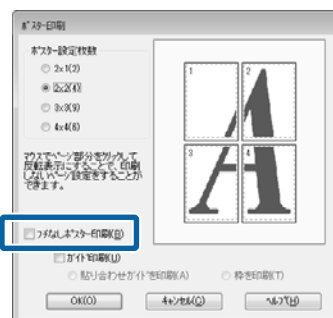 ﾎﾟｽﾀｰ印刷
ﾎﾟｽﾀｰ設定枚数
2x1(2)
2x2(4)
3x3(9)
4x4(6)
1
2
3
4
ﾏｳｽでﾍﾟｰｼﾞ部分をｸﾘｯｸして
反転表示にすることで、印刷
しないﾍﾟｰｼﾞ設定をすることが
できます。
ﾌﾁなしﾎﾟｽﾀｰ印刷(B)
ｶﾞｲﾄﾞ印刷(U)
貼り合わせｶﾞｲﾄﾞを印刷(A)
枠を印刷(T)
OK(O)
ｷｬﾝｾﾙ(C)
ﾍﾙﾌﾟ(H)